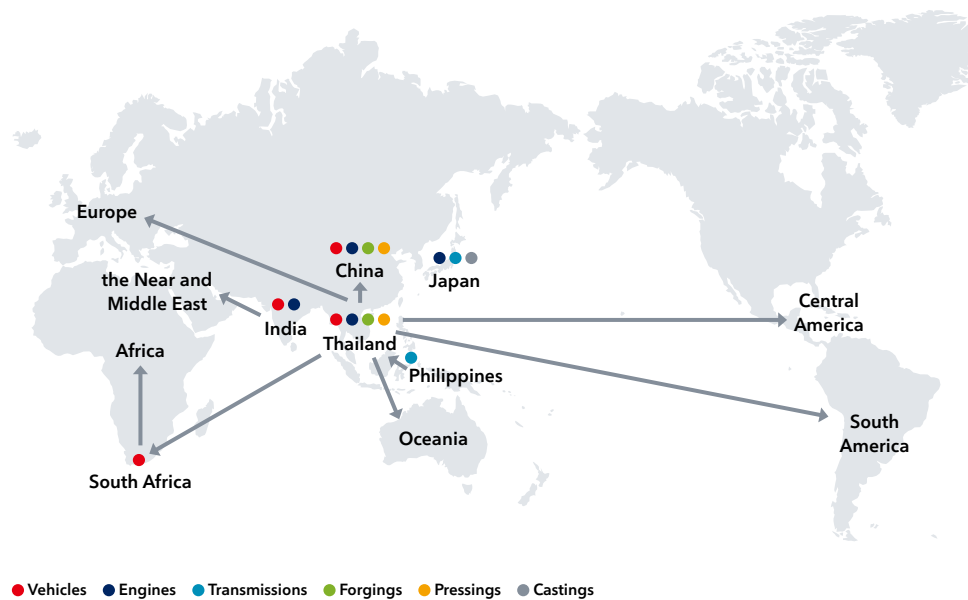 Europe
China
Japan
the Near and
Middle East
India
Thailand
Central
America
Africa
Philippines
Oceania
South
America
South Africa
Vehicles Engines Transmissions Forgings Pressings Castings